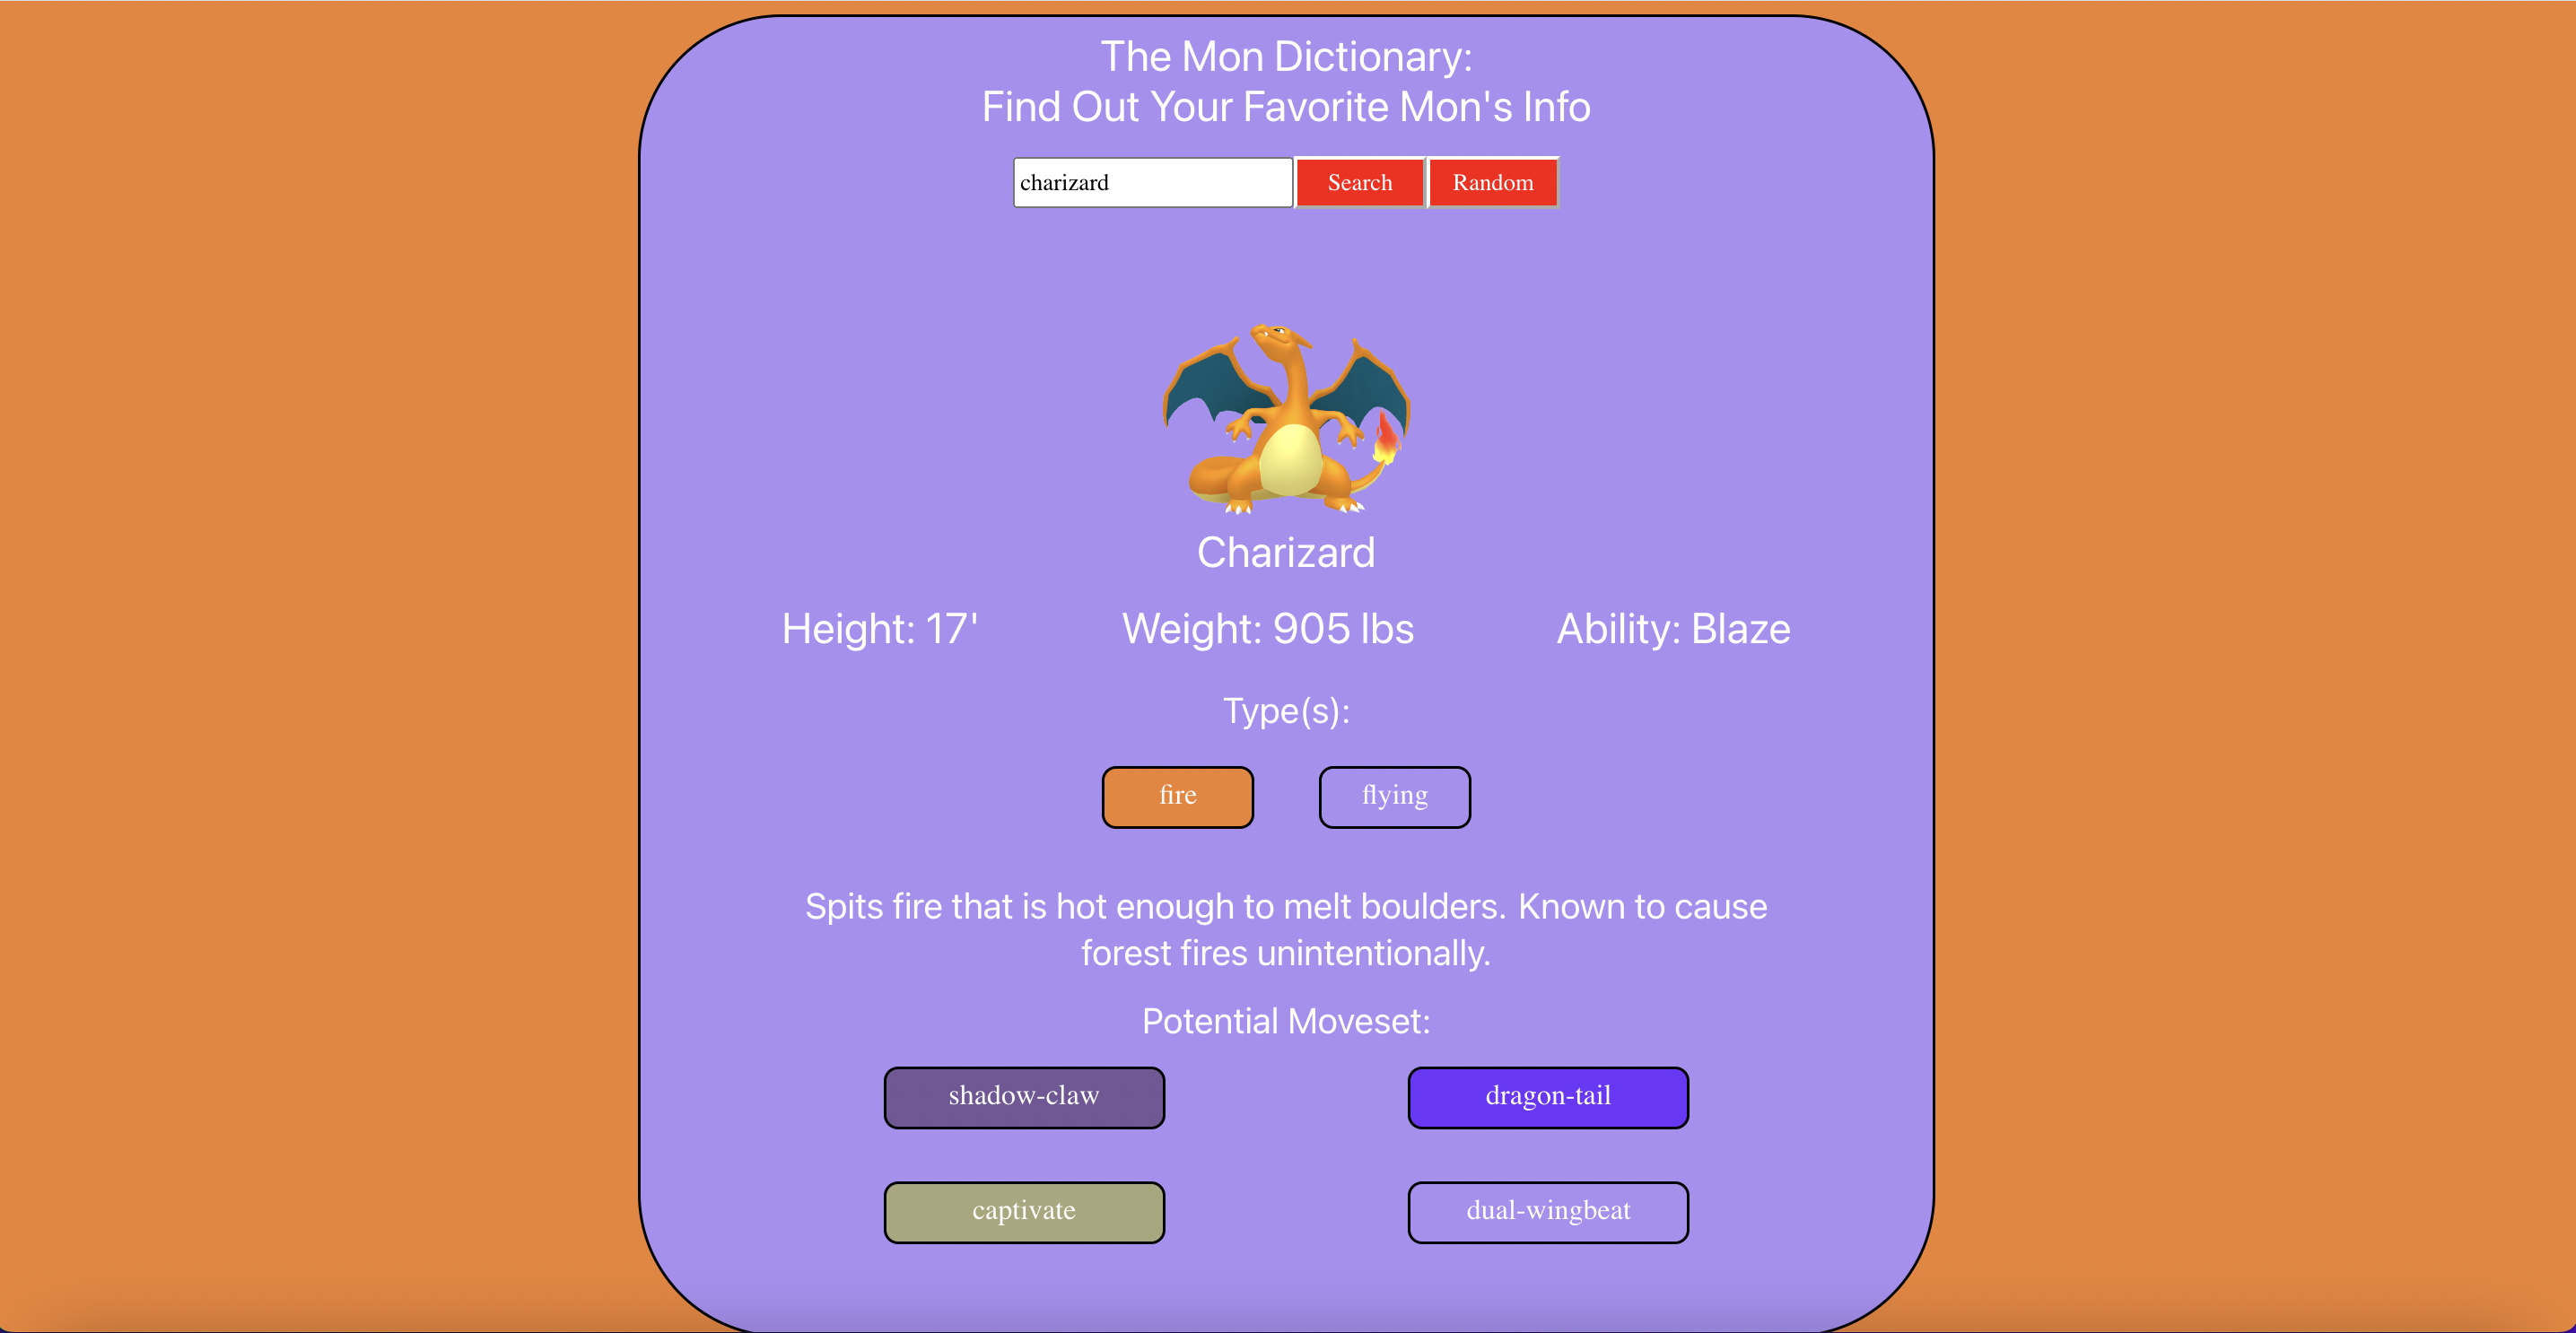 The Mon Dictionary:
Find Out Your Favorite Mon's Info
charizard Search Random
Charizard
Height: 17' Weight: 905 lbs Ability: Blaze
Type(s):
fire flying
Spits fire that is hot enough to melt boulders. Known to cause
forest fires unintentionally.
Potential Moveset:
shadow-claw dragon-tail
captivate dual-wingbeat